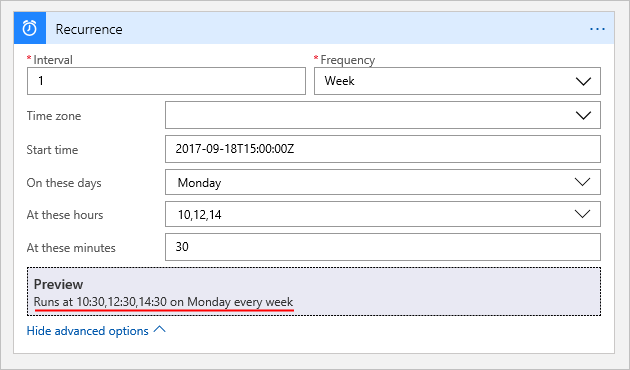 Recurrence ...
* Interval * Frequency
1 Week
Time zone
Start time 2017-09-18T15:00:00Z
On these days Monday
At these hours 10,12,14
At these minutes 30
Preview
Runs at 10:30,12:30,14:30 on Monday every week
Hide advanced options